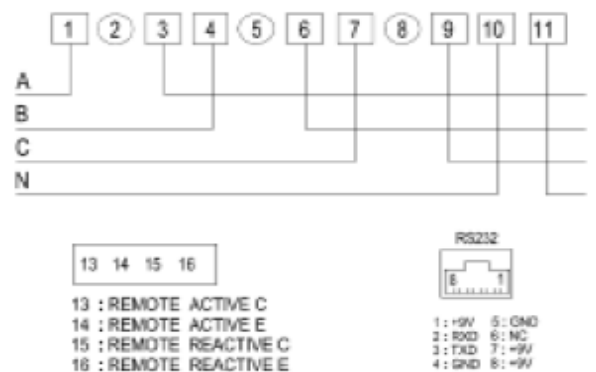 1 2 3 4 5 6 7 8 9 10 11
A
B
C
N
RS232
13 14 15 16
8 1
13 : REMOTE ACTIVE C
14 : REMOTE ACTIVE E
15 : REMOTE REACTIVE C
16 : REMOTE REACTIVE E
1 : +9V 5 : GND
2 : RXD 6 : NC
3 : TXD 7 : -9V
4 : GND 8 : -9V